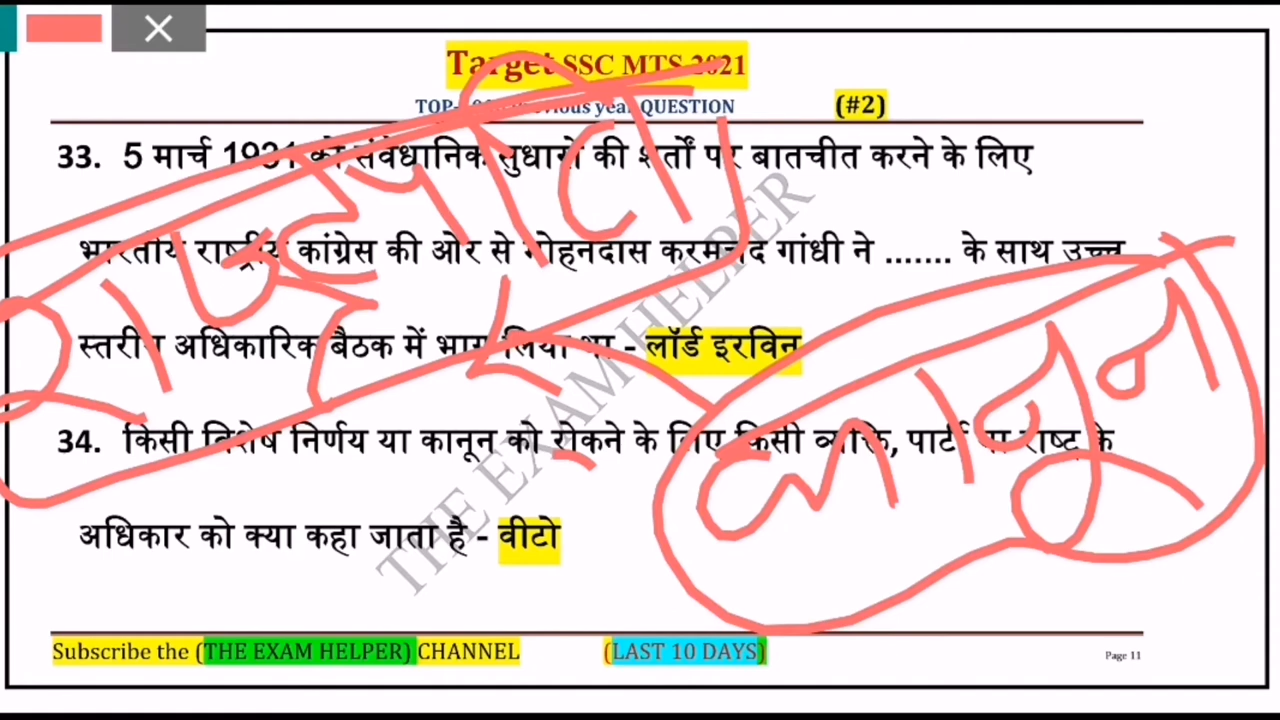 Target SSC MTS 2021
TOP- previous year QUESTION (#2)
33. 5 मार्च 1931 को संवैधानिक सुधारों की शर्तों पर बातचीत करने के लिए
भारतीय राष्ट्रीय कांग्रेस की ओर से मोहनदास करमचंद गांधी ने ....... के साथ उच्च
स्तरीय अधिकारिक बैठक में भाग लिया था - लॉर्ड इरविन
34. किसी विशेष निर्णय या कानून को रोकने के लिए किसी व्यक्ति, पार्टी या राष्ट्र के
अधिकार को क्या कहा जाता है - वीटो
राष्ट्रपति
कानून
THE EXAM HELPER
Subscribe the (THE EXAM HELPER) CHANNEL (LAST 10 DAYS)
Page 11